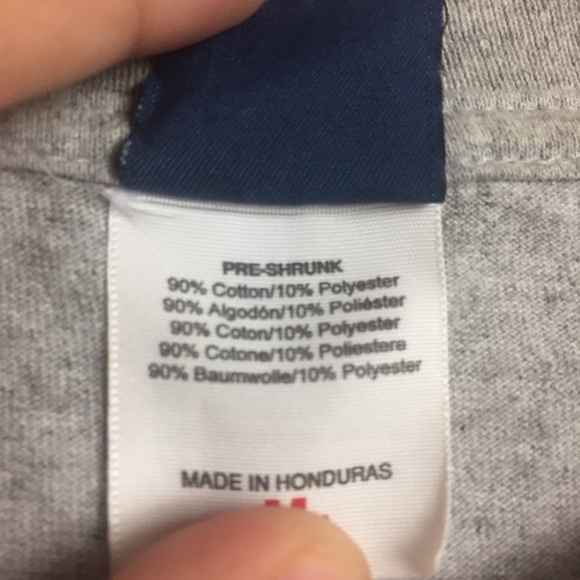 PRE-SHRUNK
90% Cotton/10% Polyester
90% Algodón/10% Poliéster
90% Coton/10% Polyester
90% Cotone/10% Poliestere
90% Baumwolle/10% Polyester
MADE IN HONDURAS